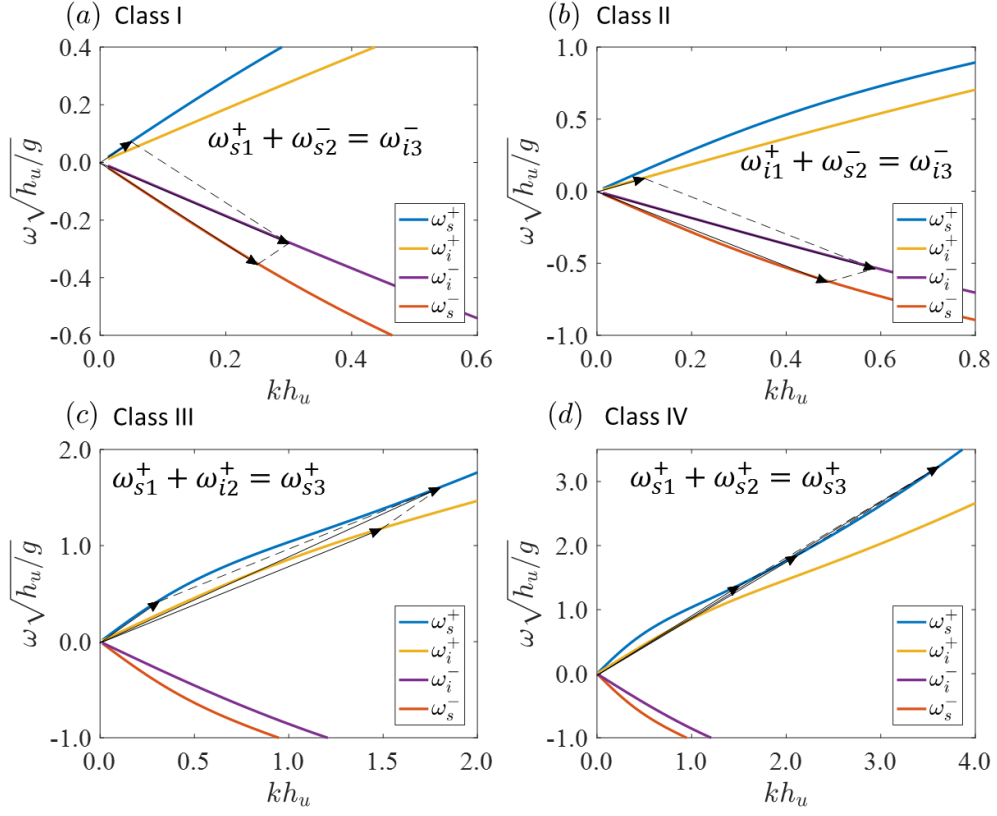 (a) Class I
ω√(h_u/g)
0.4
0.2
0.0
-0.2
-0.4
-0.6
ω_{s1}^+ + ω_{s2}^- = ω_{i3}^-
ω_s^+
ω_i^+
ω_i^-
ω_s^-
0.0 0.2 0.4 0.6
kh_u
(b) Class II
ω√(h_u/g)
1.0
0.5
0.0
-0.5
-1.0
ω_{i1}^+ + ω_{s2}^- = ω_{i3}^-
ω_s^+
ω_i^+
ω_i^-
ω_s^-
0.0 0.2 0.4 0.6 0.8
kh_u
(c) Class III
ω√(h_u/g)
2.0
1.0
0.0
-1.0
ω_{s1}^+ + ω_{i2}^+ = ω_{s3}^+
ω_s^+
ω_i^+
ω_i^-
ω_s^-
0.0 0.5 1.0 1.5 2.0
kh_u
(d) Class IV
ω√(h_u/g)
3.0
2.0
1.0
0.0
-1.0
ω_{s1}^+ + ω_{s2}^+ = ω_{s3}^+
ω_s^+
ω_i^+
ω_i^-
ω_s^-
0.0 1.0 2.0 3.0 4.0
kh_u